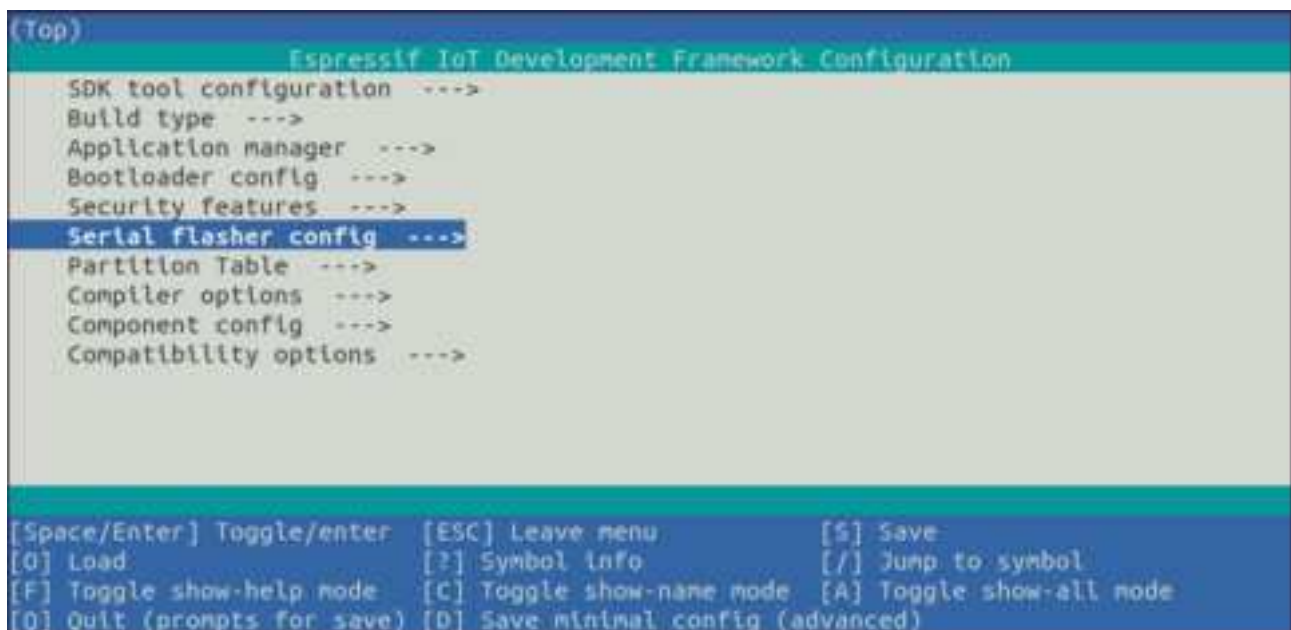 (Top)
Espressif IoT Development Framework Configuration
SDK tool configuration --->
Build type --->
Application manager --->
Bootloader config --->
Security features --->
Serial flasher config --->
Partition Table --->
Compiler options --->
Component config --->
Compatibility options --->
[Space/Enter] Toggle/enter [ESC] Leave menu [S] Save
[O] Load [?] Symbol info [/] Jump to symbol
[F] Toggle show-help mode [C] Toggle show-name mode [A] Toggle show-all mode
[Q] Quit (prompts for save) [D] Save minimal config (advanced)